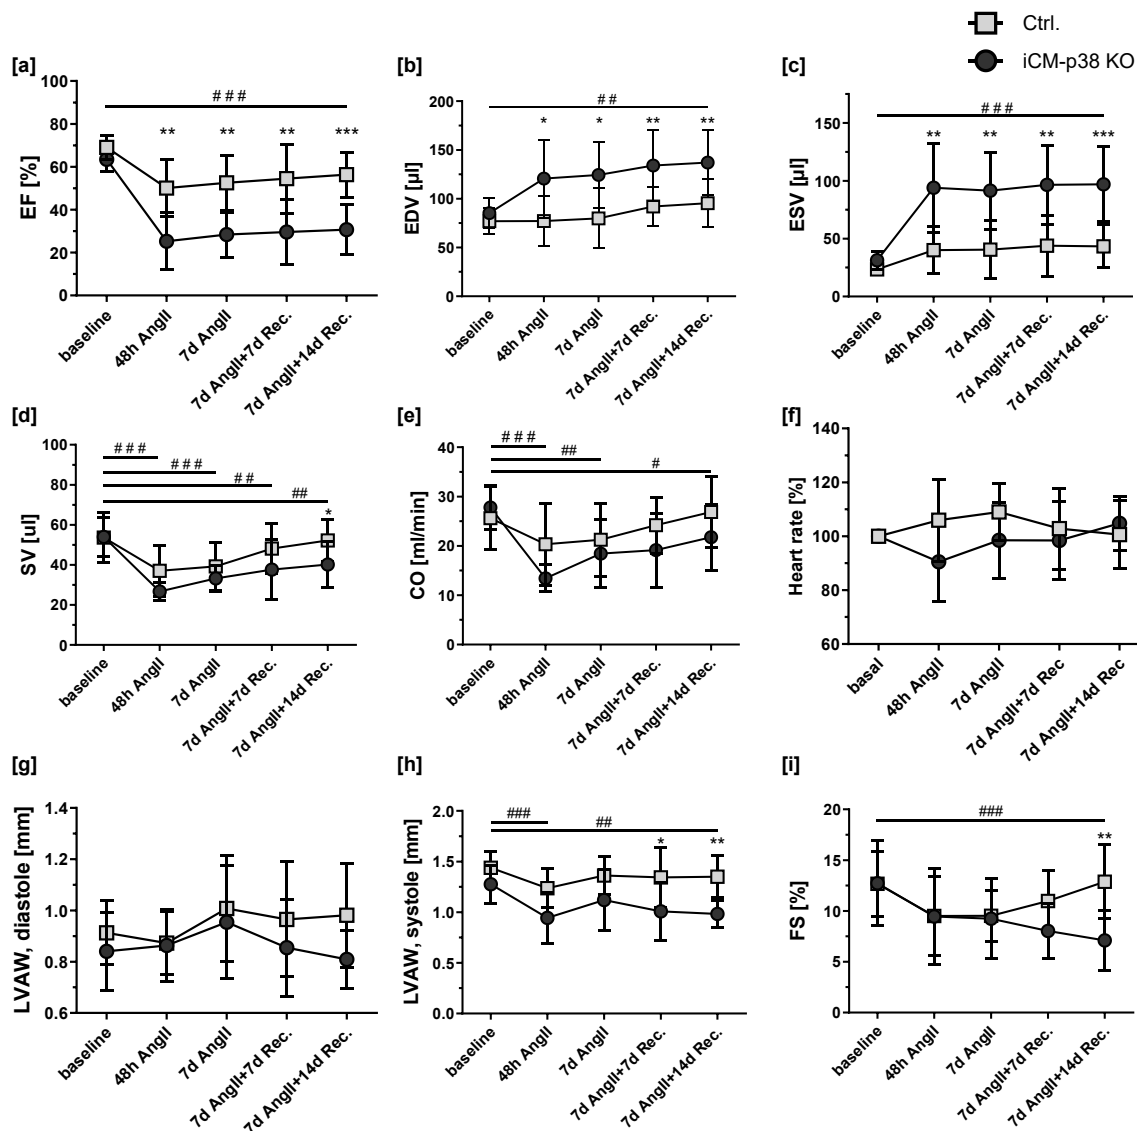 Ctrl.
iCM-p38 KO
[a]
EF [%]
100
80
60
40
20
0
# # #
** ** ** ***
baseline
48h AngII
7d AngII
7d AngII+7d Rec.
7d AngII+14d Rec.
[b]
EDV [µl]
200
150
100
50
0
# #
* * ** **
baseline
48h AngII
7d AngII
7d AngII+7d Rec.
7d AngII+14d Rec.
[c]
ESV [µl]
150
100
50
0
# # #
** ** ** ***
baseline
48h AngII
7d AngII
7d AngII+7d Rec.
7d AngII+14d Rec.
[d]
SV [ul]
100
80
60
40
20
0
# # #
# # #
# #
##
*
baseline
48h AngII
7d AngII
7d AngII+7d Rec.
7d AngII+14d Rec.
[e]
CO [ml/min]
40
30
20
10
0
# # #
##
#
baseline
48h AngII
7d AngII
7d AngII+7d Rec.
7d AngII+14d Rec.
[f]
Heart rate [%]
140
120
100
80
60
basal
48h AngII
7d AngII
7d AngII+7d Rec
7d AngII+14d Rec
[g]
LVAW, diastole [mm]
1.4
1.2
1.0
0.8
0.6
baseline
48h AngII
7d AngII
7d AngII+7d Rec.
7d AngII+14d Rec.
[h]
LVAW, systole [mm]
2.0
1.5
1.0
0.5
0.0
###
##
* **
baseline
48h AngII
7d AngII
7d AngII+7d Rec.
7d AngII+14d Rec.
[i]
FS [%]
20
15
10
5
0
###
**
baseline
48h AngII
7d AngII
7d AngII+7d Rec.
7d AngII+14d Rec.